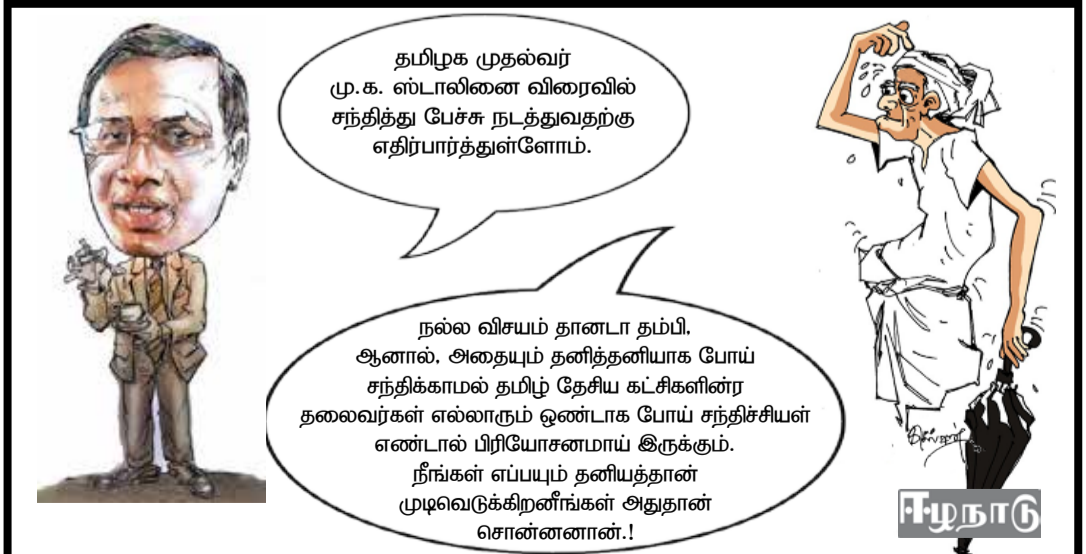 தமிழக முதல்வர்
மு.க. ஸ்டாலினை விரைவில்
சந்தித்து பேச்சு நடத்துவதற்கு
எதிர்பார்த்துள்ளோம்.
நல்ல விசயம் தானடா தம்பி,
ஆனால், அதையும் தனித்தனியாக போய்
சந்திக்காமல் தமிழ் தேசிய கட்சிகளின்ர
தலைவர்கள் எல்லாரும் ஒண்டாக போய் சந்திச்சியள்
எண்டால் பிரியோசனமாய் இருக்கும்.
நீங்கள் எப்பயும் தனியத்தான்
முடிவெடுக்கிறனீங்கள் அதுதான்
சொன்னனான்.!
ஈழநாடு